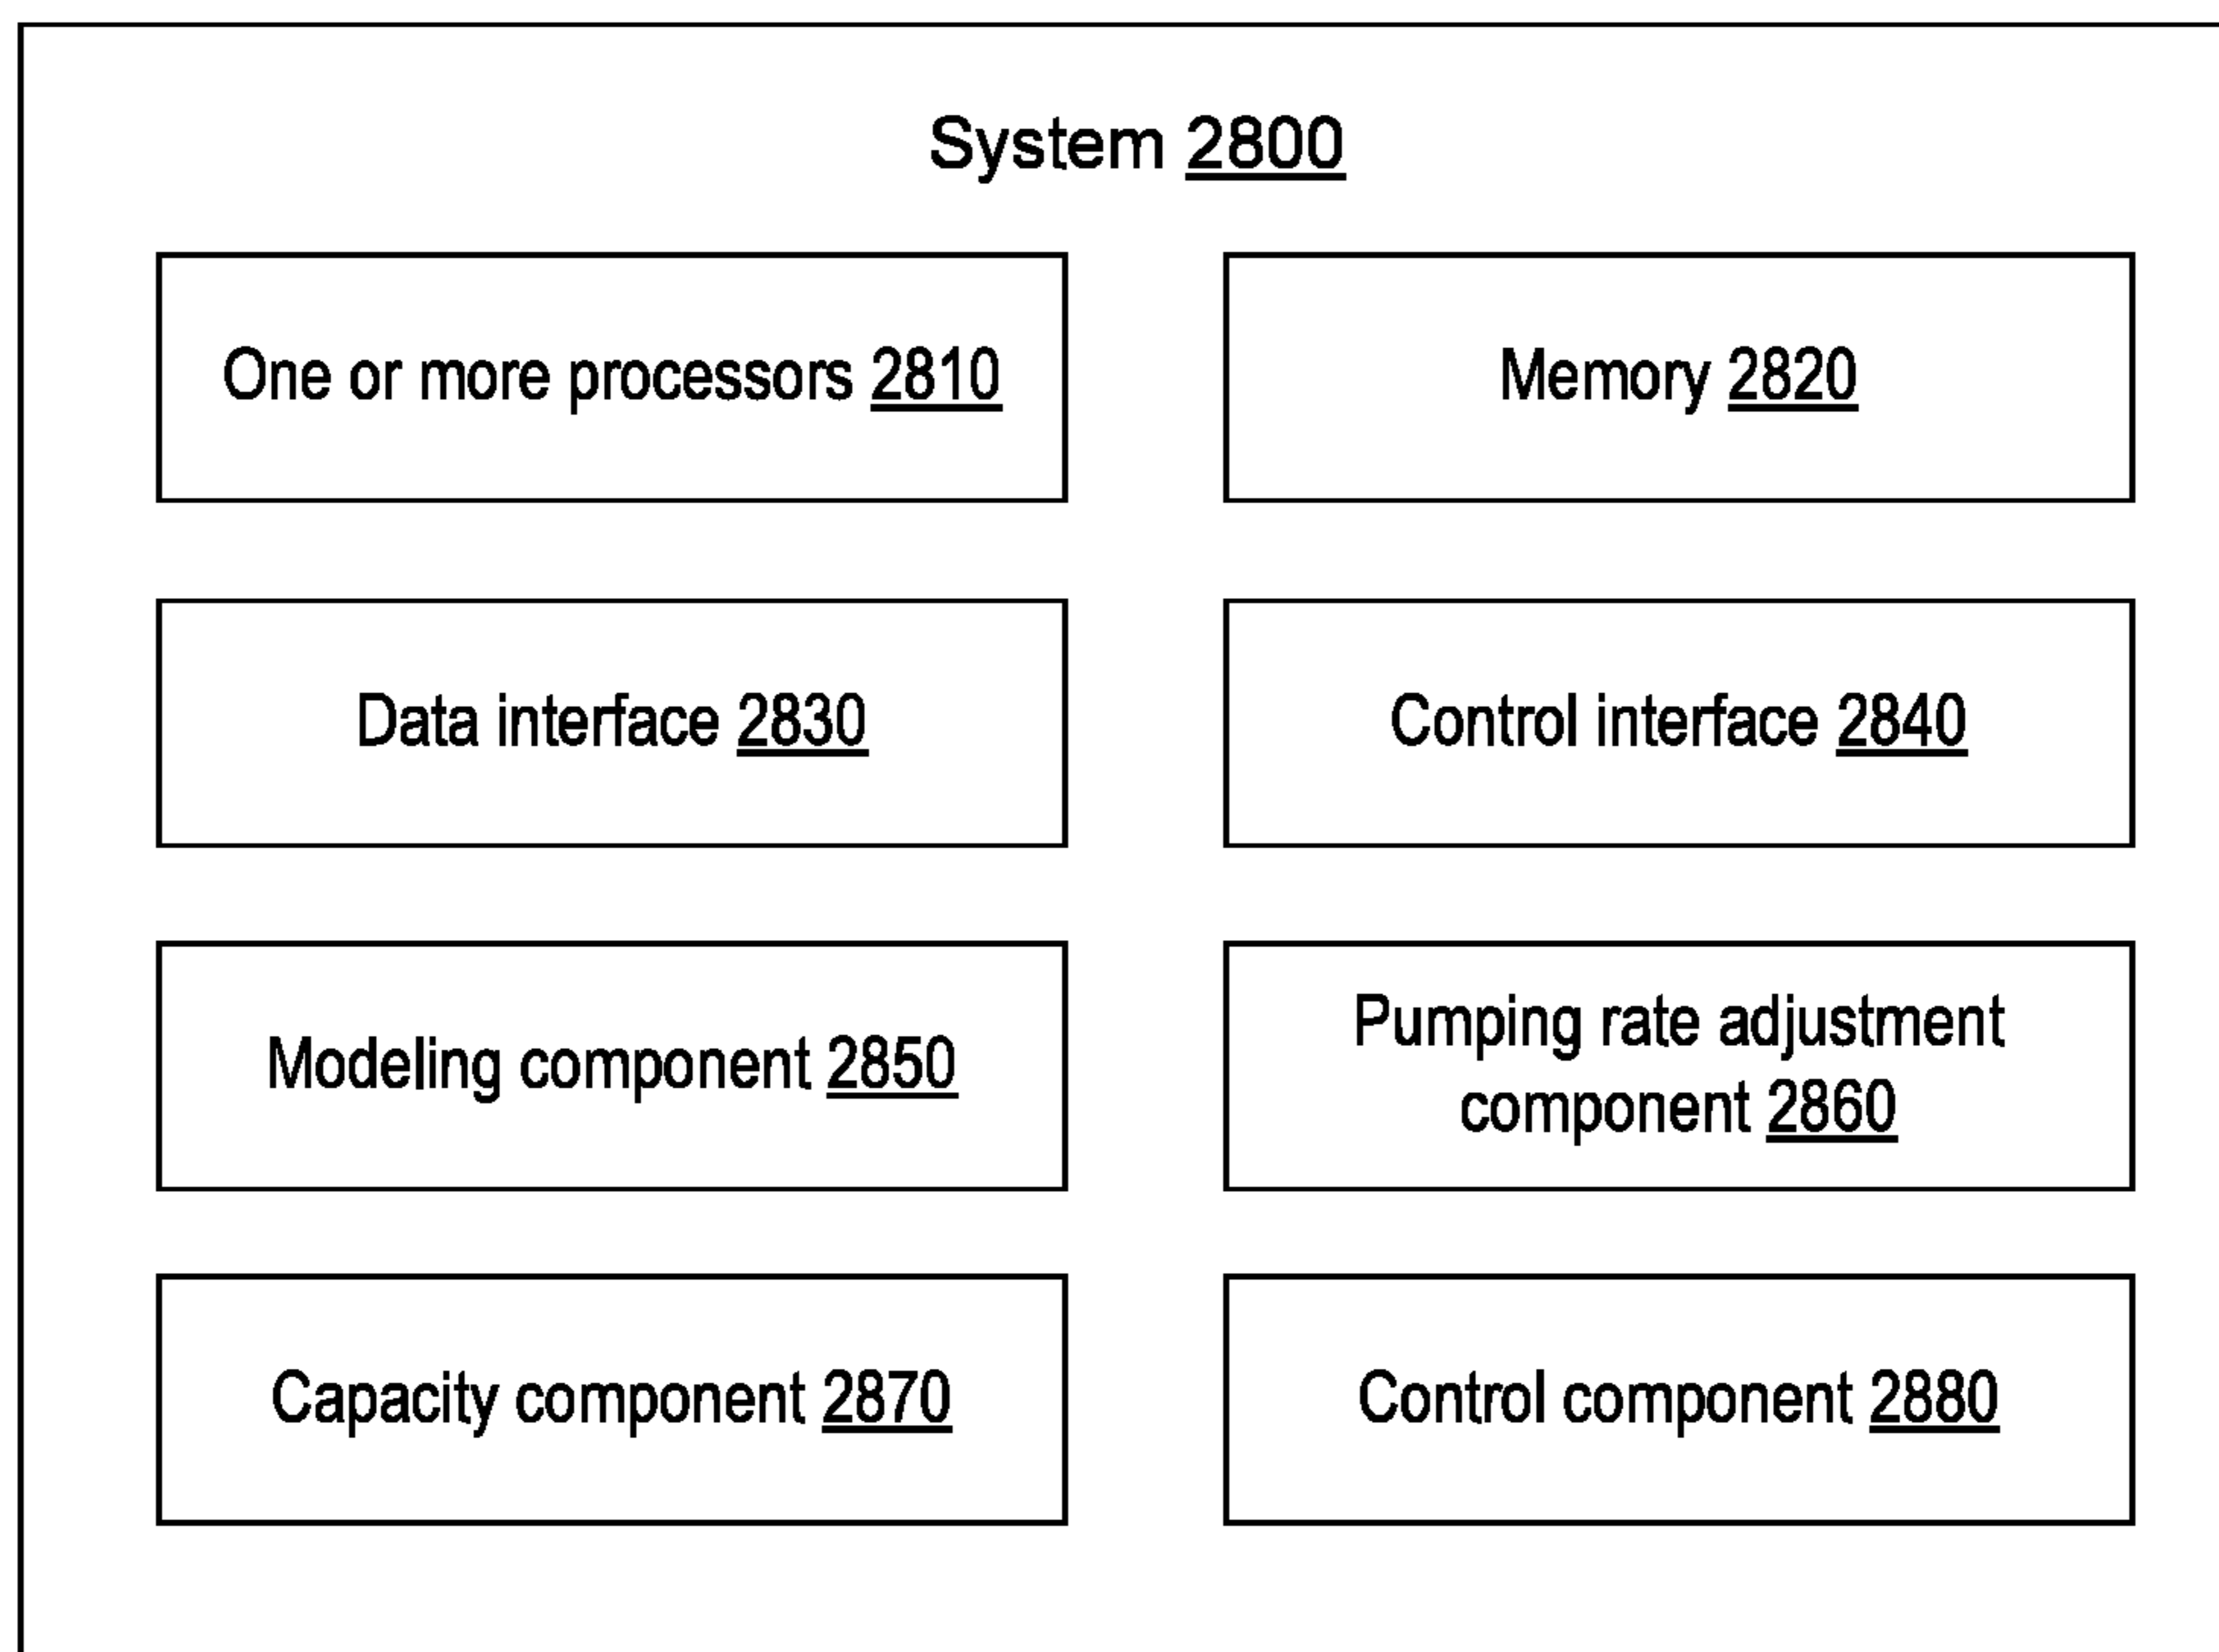 System 2800
One or more processors 2810
Memory 2820
Data interface 2830
Control interface 2840
Modeling component 2850
Pumping rate adjustment
component 2860
Capacity component 2870
Control component 2880